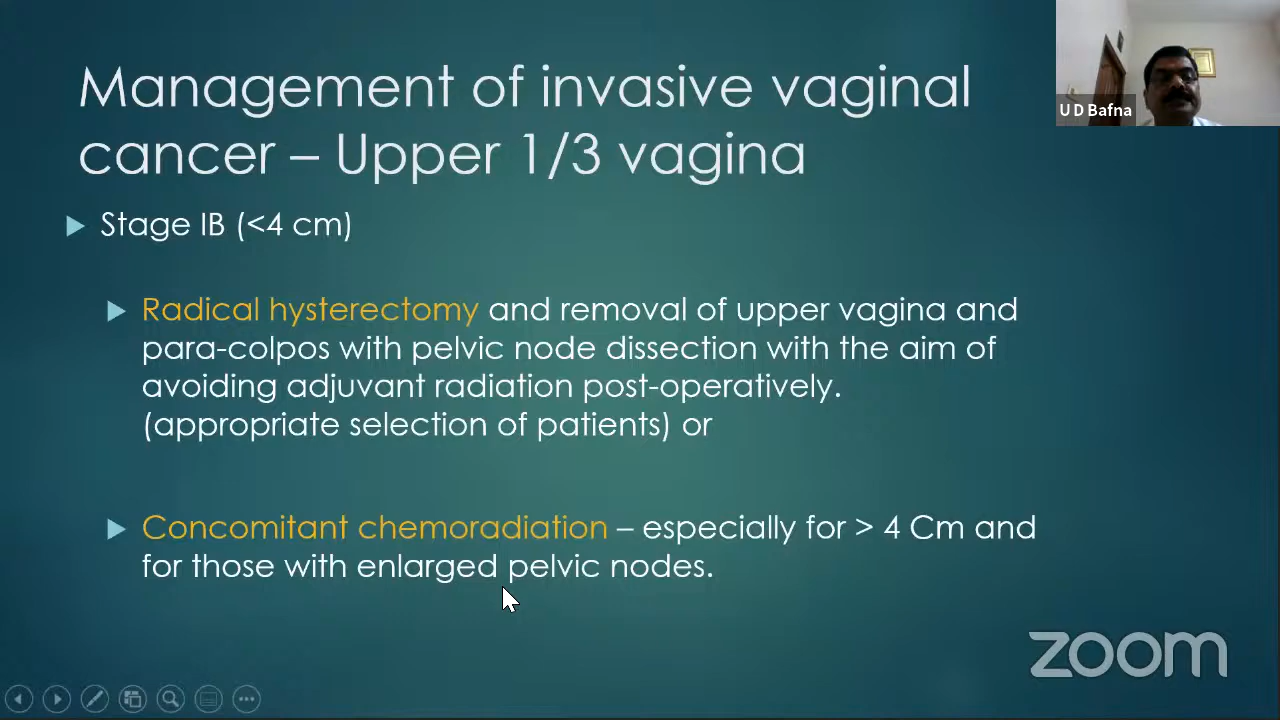 Management of invasive vaginal
cancer – Upper 1/3 vagina
U D Bafna
Stage IB (<4 cm)
Radical hysterectomy and removal of upper vagina and
para-colpos with pelvic node dissection with the aim of
avoiding adjuvant radiation post-operatively.
(appropriate selection of patients) or
Concomitant chemoradiation – especially for > 4 Cm and
for those with enlarged pelvic nodes.
zoom